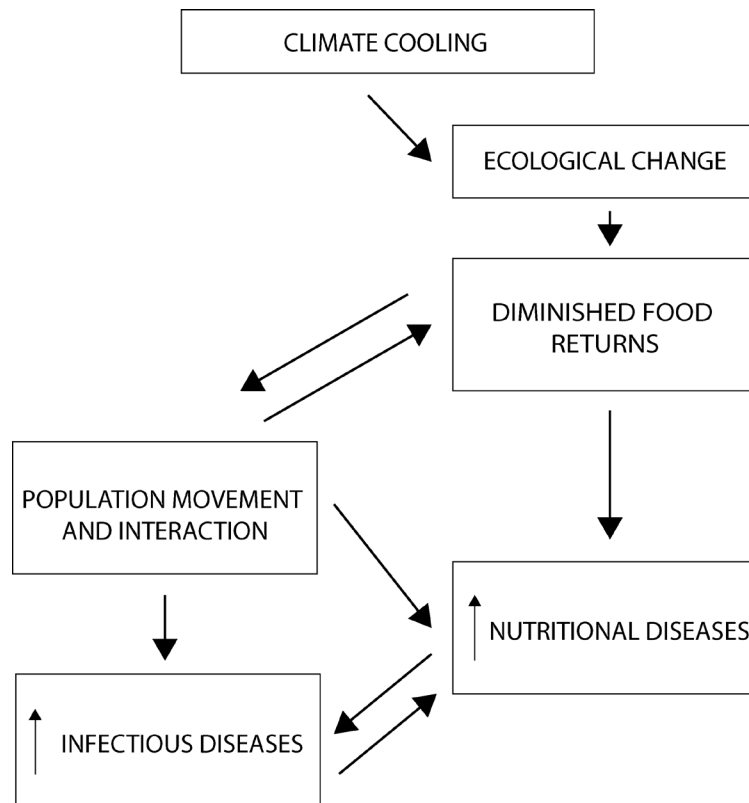 CLIMATE COOLING
ECOLOGICAL CHANGE
DIMINISHED FOOD
RETURNS
POPULATION MOVEMENT
AND INTERACTION
NUTRITIONAL DISEASES
INFECTIOUS DISEASES